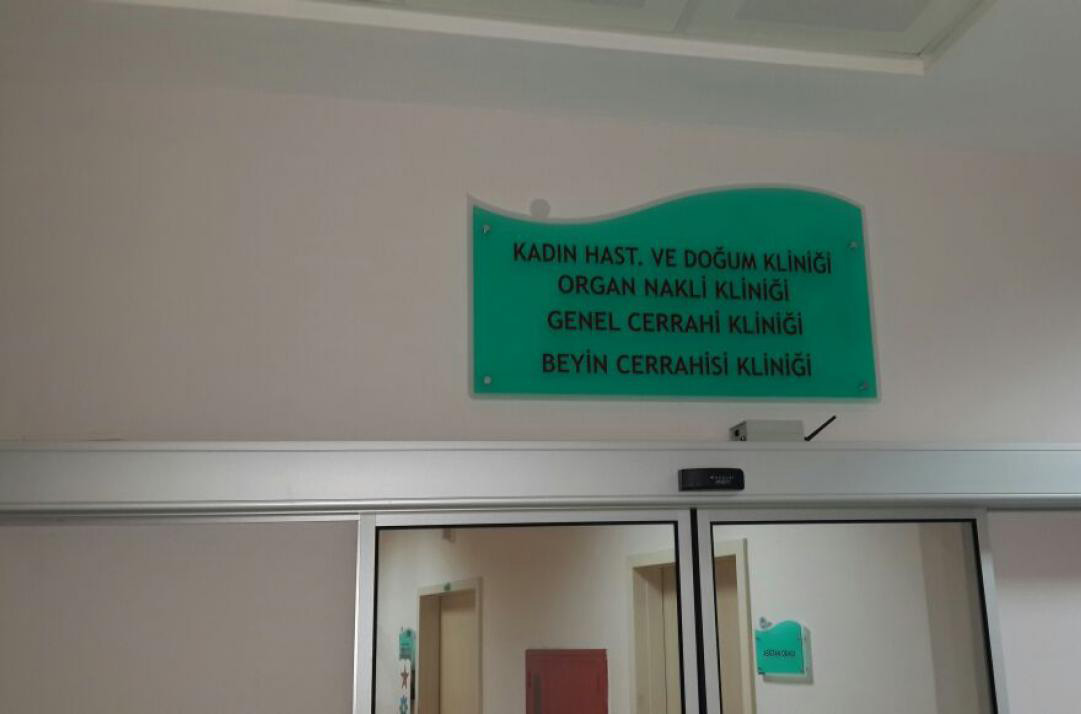 KADIN HAST. VE DOĞUM KLİNİĞİ
ORGAN NAKLİ KLİNİĞİ
GENEL CERRAHİ KLİNİĞİ
BEYİN CERRAHİSİ KLİNİĞİ